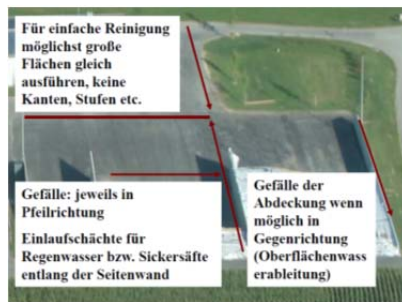 Für einfache Reinigung
möglichst große
Flächen gleich
ausführen, keine
Kanten, Stufen etc.
Gefälle: jeweils in
Pfeilrichtung
Einlaufschächte für
Regenwasser bzw. Sickersäfte
entlang der Seitenwand
Gefälle der
Abdeckung wenn
möglich in
Gegenrichtung
(Oberflächenwass
erableitung)